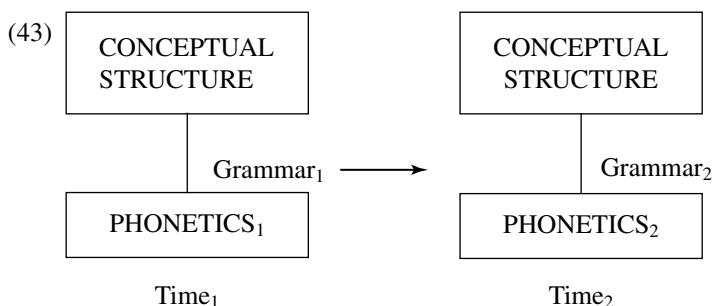 (43)
CONCEPTUAL
STRUCTURE
CONCEPTUAL
STRUCTURE
Grammar₁
Grammar₂
PHONETICS₁
PHONETICS₂
Time₁
Time₂